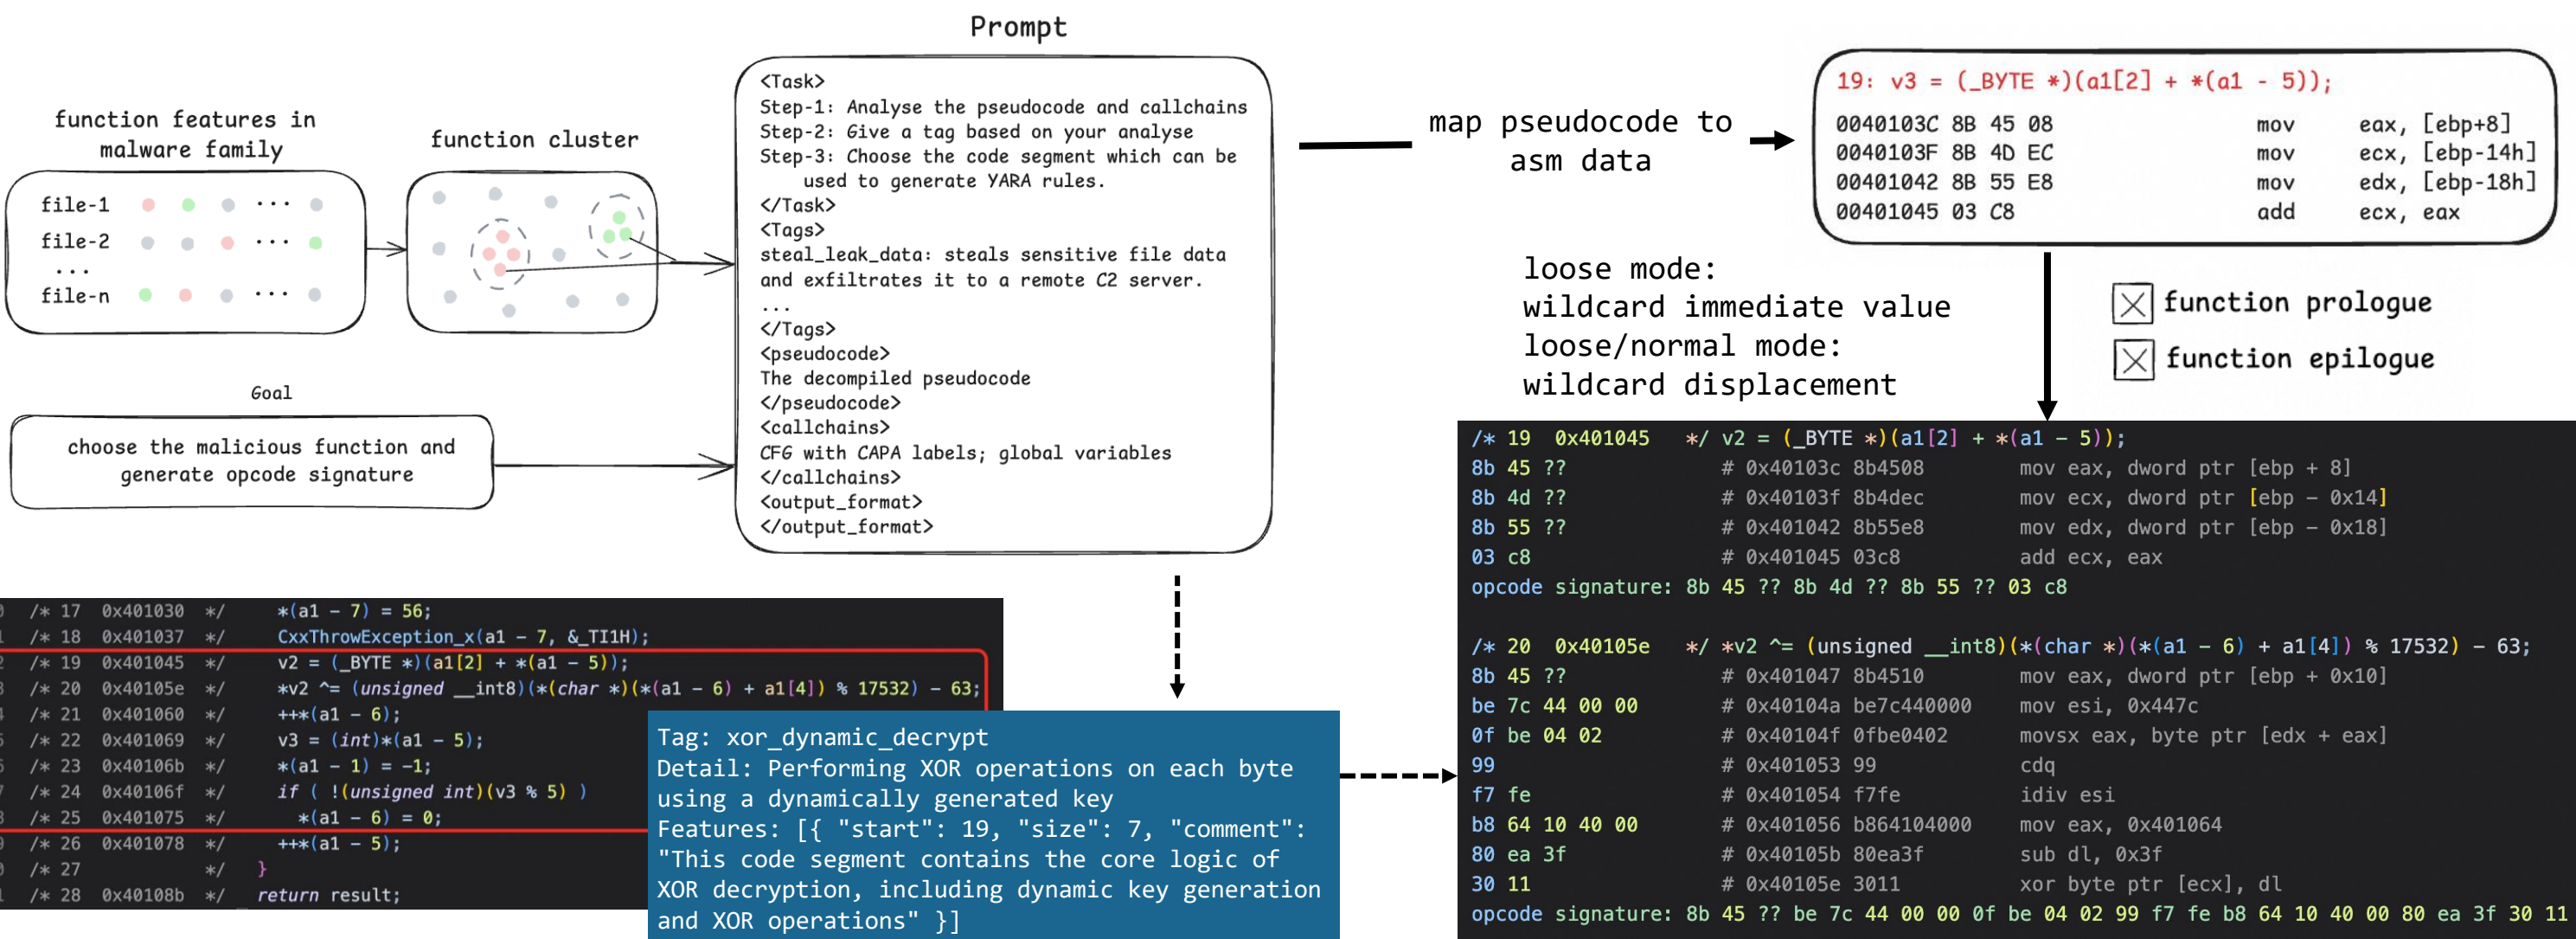 Prompt
function features in
malware family
file-1 ...
file-2 ...
...
file-n ...
function cluster
Goal
choose the malicious function and
generate opcode signature
<Task>
Step-1: Analyse the pseudocode and callchains
Step-2: Give a tag based on your analyse
Step-3: Choose the code segment which can be
used to generate YARA rules.
</Task>
<Tags>
steal_leak_data: steals sensitive file data
and exfiltrates it to a remote C2 server.
...
</Tags>
<pseudocode>
The decompiled pseudocode
</pseudocode>
<callchains>
CFG with CAPA labels; global variables
</callchains>
<output_format>
</output_format>
map pseudocode to
asm data
19: v3 = (_BYTE *)(a1[2] + *(a1 - 5));
0040103C 8B 45 08 mov eax, [ebp+8]
0040103F 8B 4D EC mov ecx, [ebp-14h]
00401042 8B 55 E8 mov edx, [ebp-18h]
00401045 03 C8 add ecx, eax
loose mode:
wildcard immediate value
loose/normal mode:
wildcard displacement
function prologue
function epilogue
/* 17 0x401030 */ *(a1 - 7) = 56;
/* 18 0x401037 */ CxxThrowException_x(a1 - 7, &_TI1H);
/* 19 0x401045 */ v2 = (_BYTE *)(a1[2] + *(a1 - 5));
/* 20 0x40105e */ *v2 ^= (unsigned __int8)(*(char *)(*(a1 - 6) + a1[4]) % 17532) - 63;
/* 21 0x401060 */ ++*(a1 - 6);
/* 22 0x401069 */ v3 = (int)*(a1 - 5);
/* 23 0x40106b */ *(a1 - 1) = -1;
/* 24 0x40106f */ if ( !(unsigned int)(v3 % 5) )
/* 25 0x401075 */ *(a1 - 6) = 0;
/* 26 0x401078 */ ++*(a1 - 5);
/* 27 */ }
/* 28 0x40108b */ return result;
Tag: xor_dynamic_decrypt
Detail: Performing XOR operations on each byte
using a dynamically generated key
Features: [{ "start": 19, "size": 7, "comment":
"This code segment contains the core logic of
XOR decryption, including dynamic key generation
and XOR operations" }]
/* 19 0x401045 */ v2 = (_BYTE *)(a1[2] + *(a1 - 5));
8b 45 ?? # 0x40103c 8b4508 mov eax, dword ptr [ebp + 8]
8b 4d ?? # 0x40103f 8b4dec mov ecx, dword ptr [ebp - 0x14]
8b 55 ?? # 0x401042 8b55e8 mov edx, dword ptr [ebp - 0x18]
03 c8 # 0x401045 03c8 add ecx, eax
opcode signature: 8b 45 ?? 8b 4d ?? 8b 55 ?? 03 c8
/* 20 0x40105e */ *v2 ^= (unsigned __int8)(*(char *)(*(a1 - 6) + a1[4]) % 17532) - 63;
8b 45 ?? # 0x401047 8b4510 mov eax, dword ptr [ebp + 0x10]
be 7c 44 00 00 # 0x40104a be7c440000 mov esi, 0x447c
0f be 04 02 # 0x40104f 0fbe0402 movsx eax, byte ptr [edx + eax]
99 # 0x401053 99 cdq
f7 fe # 0x401054 f7fe idiv esi
b8 64 10 40 00 # 0x401056 b864104000 mov eax, 0x401064
80 ea 3f # 0x40105b 80ea3f sub dl, 0x3f
30 11 # 0x40105e 3011 xor byte ptr [ecx], dl
opcode signature: 8b 45 ?? be 7c 44 00 00 0f be 04 02 99 f7 fe b8 64 10 40 00 80 ea 3f 30 11